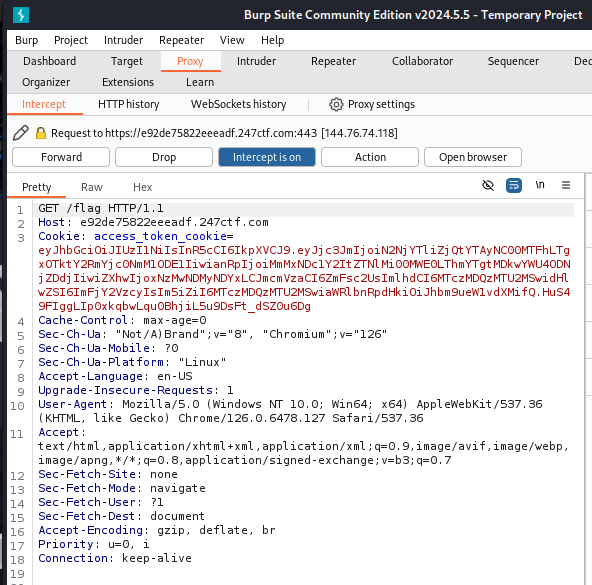 Burp Suite Community Edition v2024.5.5 - Temporary Project
Burp Project Intruder Repeater View Help
Dashboard Target Proxy Intruder Repeater Collaborator Sequencer Dec
Organizer Extensions Learn
Intercept HTTP history WebSockets history Proxy settings
Request to https://e92de75822eeeadf.247ctf.com:443 [144.76.74.118]
Forward Drop Intercept is on Action Open browser
Pretty Raw Hex \n
1 GET /flag HTTP/1.1
2 Host: e92de75822eeeadf.247ctf.com
3 Cookie: access_token_cookie=
eyJhbGciOiJIUzI1NiIsInR5cCI6IkpXVCJ9.eyJjc3JmIjoiN2NjYTliZjQtYTAyNC00MTFhLTg
xOTktY2RmYjc0NmM1ODE1IiwianRpIjoiMmMxNDc1Y2ItZTNlMi00MWE0LThmYTgtMDkwYWU4ODN
jZDdjIiwiZXhwIjoxNzMwNDMyNDYxLCJmcmVzaCI6ZmFsc2UsImlhdCI6MTczMDQzMTU2MSwidHl
wZSI6ImFjY2VzcyIsIm5iZiI6MTczMDQzMTU2MSwiaWRlbnRpdHkiOiJhbm9ueW1vdXMifQ.HuS4
9FIggLIp0xkqbwLqu0BhjiL5u9DsFt_dSZ0u6Dg
4 Cache-Control: max-age=0
5 Sec-Ch-Ua: "Not/A)Brand";v="8", "Chromium";v="126"
6 Sec-Ch-Ua-Mobile: ?0
7 Sec-Ch-Ua-Platform: "Linux"
8 Accept-Language: en-US
9 Upgrade-Insecure-Requests: 1
10 User-Agent: Mozilla/5.0 (Windows NT 10.0; Win64; x64) AppleWebKit/537.36
(KHTML, like Gecko) Chrome/126.0.6478.127 Safari/537.36
11 Accept:
text/html,application/xhtml+xml,application/xml;q=0.9,image/avif,image/webp,
image/apng,*/*;q=0.8,application/signed-exchange;v=b3;q=0.7
12 Sec-Fetch-Site: none
13 Sec-Fetch-Mode: navigate
14 Sec-Fetch-User: ?1
15 Sec-Fetch-Dest: document
16 Accept-Encoding: gzip, deflate, br
17 Priority: u=0, i
18 Connection: keep-alive
19